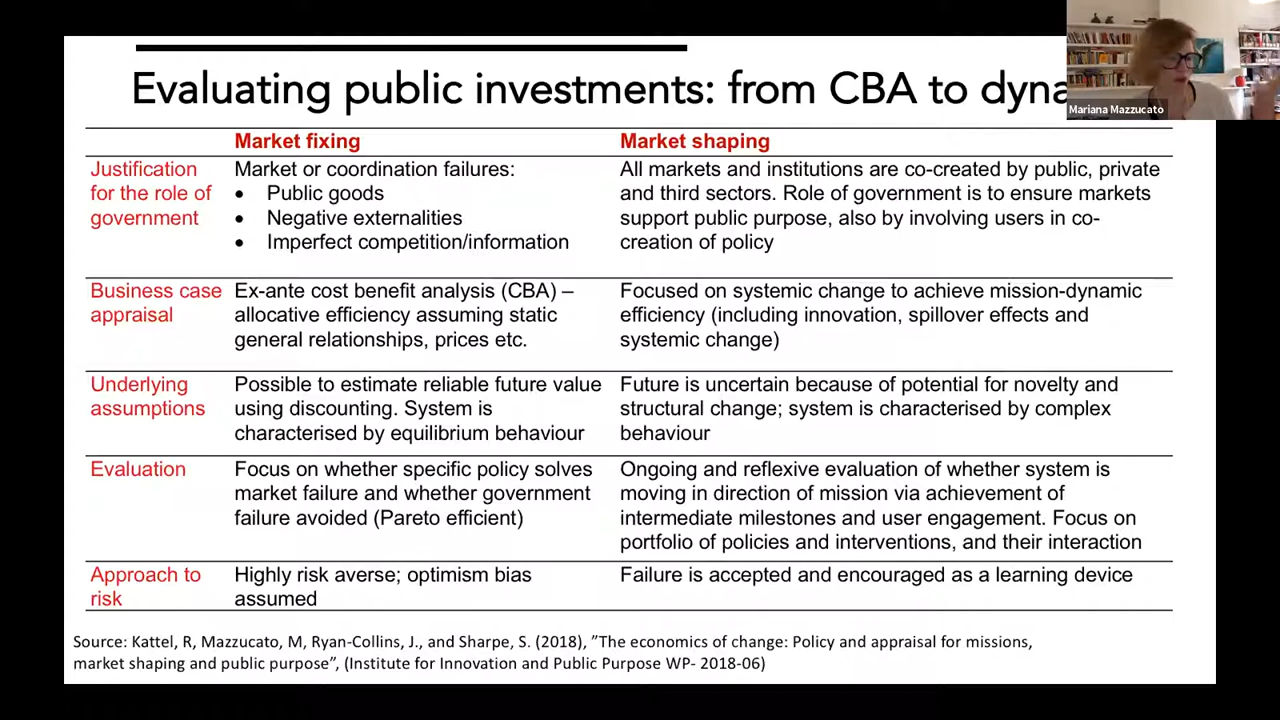 Evaluating public investments: from CBA to dyna
Mariana Mazzucato
Market fixing
Market shaping
Justification
for the role of
government
Market or coordination failures:
• Public goods
• Negative externalities
• Imperfect competition/information
All markets and institutions are co-created by public, private
and third sectors. Role of government is to ensure markets
support public purpose, also by involving users in co-
creation of policy
Business case
appraisal
Ex-ante cost benefit analysis (CBA) –
allocative efficiency assuming static
general relationships, prices etc.
Focused on systemic change to achieve mission-dynamic
efficiency (including innovation, spillover effects and
systemic change)
Underlying
assumptions
Possible to estimate reliable future value
using discounting. System is
characterised by equilibrium behaviour
Future is uncertain because of potential for novelty and
structural change; system is characterised by complex
behaviour
Evaluation
Focus on whether specific policy solves
market failure and whether government
failure avoided (Pareto efficient)
Ongoing and reflexive evaluation of whether system is
moving in direction of mission via achievement of
intermediate milestones and user engagement. Focus on
portfolio of policies and interventions, and their interaction
Approach to
risk
Highly risk averse; optimism bias
assumed
Failure is accepted and encouraged as a learning device
Source: Kattel, R, Mazzucato, M, Ryan-Collins, J., and Sharpe, S. (2018), ”The economics of change: Policy and appraisal for missions,
market shaping and public purpose”, (Institute for Innovation and Public Purpose WP- 2018-06)